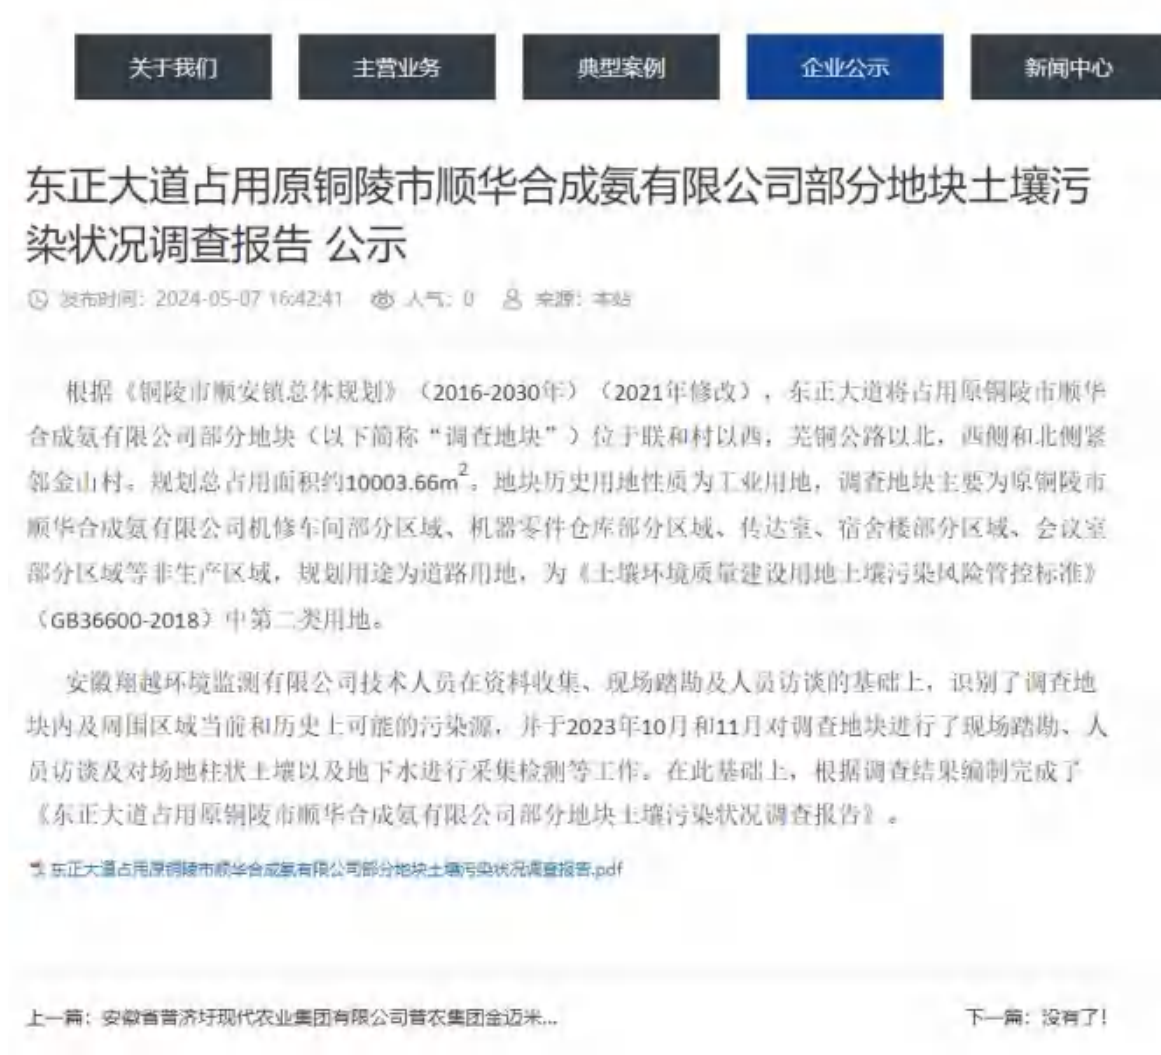 关于我们
主营业务
典型案例
企业公示
新闻中心
东正大道占用原铜陵市顺华合成氨有限公司部分地块土壤污
染状况调查报告 公示
发布时间：2024-05-07 16:42:41 人气：0 来源：本站
根据《铜陵市顺安镇总体规划》（2016-2030年）（2021年修改），东正大道将占用原铜陵市顺华
合成氨有限公司部分地块（以下简称“调查地块”）位于联和村以西，芜铜公路以北，西侧和北侧紧
邻金山村。规划总占用面积约10003.66m²。地块历史用地性质为工业用地，调查地块主要为原铜陵市
顺华合成氨有限公司机修车间部分区域、机器零件仓库部分区域、传达室、宿舍楼部分区域、会议室
部分区域等非生产区域，规划用途为道路用地，为《土壤环境质量建设用地土壤污染风险管控标准》
（GB36600-2018）中第二类用地。
安徽翔越环境监测有限公司技术人员在资料收集、现场踏勘及人员访谈的基础上，识别了调查地
块内及周围区域当前和历史上可能的污染源，并于2023年10月和11月对调查地块进行了现场踏勘、人
员访谈及对场地柱状土壤以及地下水进行采集检测等工作。在此基础上，根据调查结果编制完成了
《东正大道占用原铜陵市顺华合成氨有限公司部分地块土壤污染状况调查报告》。
东正大道占用原铜陵市顺华合成氨有限公司部分地块土壤污染状况调查报告.pdf
上一篇：安徽省普济圩现代农业集团有限公司普农集团金迈米...
下一篇：没有了!